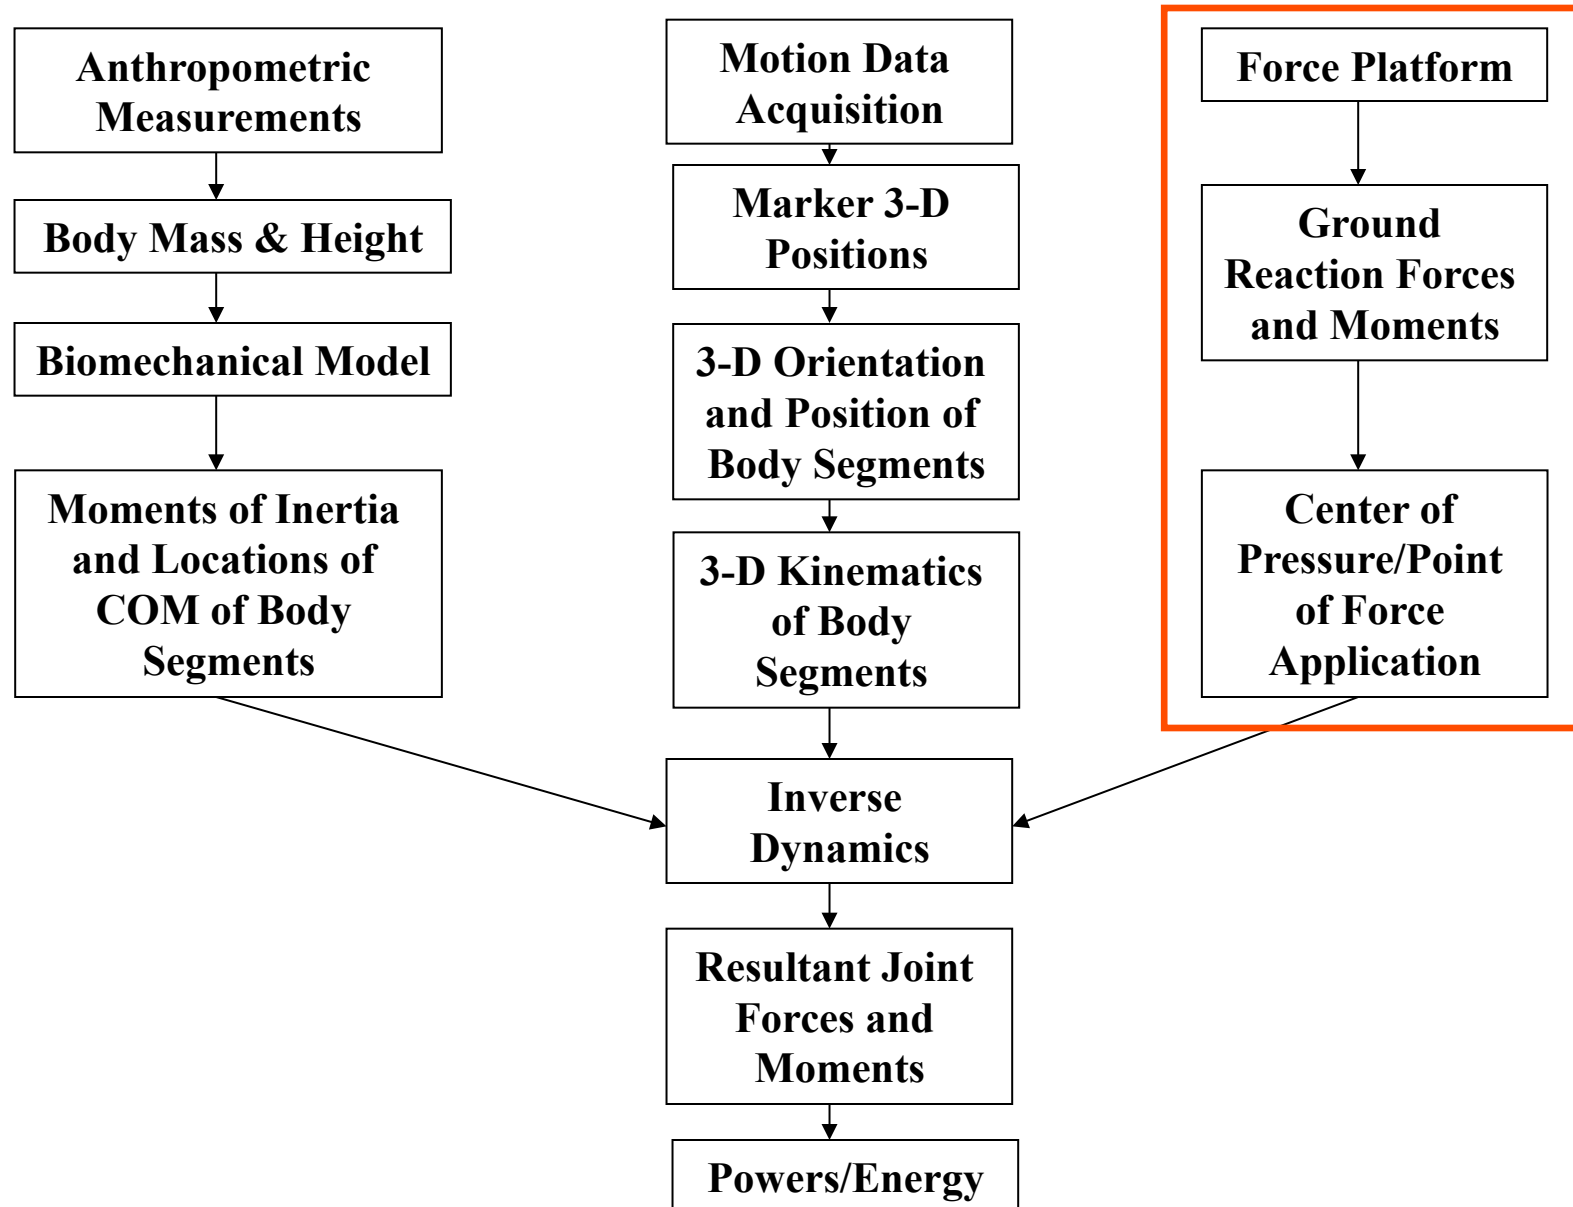 Anthropometric
Measurements
Body Mass & Height
Biomechanical Model
Moments of Inertia
and Locations of
COM of Body
Segments
Motion Data
Acquisition
Marker 3-D
Positions
3-D Orientation
and Position of
Body Segments
3-D Kinematics
of Body
Segments
Force Platform
Ground
Reaction Forces
and Moments
Center of
Pressure/Point
of Force
Application
Inverse
Dynamics
Resultant Joint
Forces and
Moments
Powers/Energy